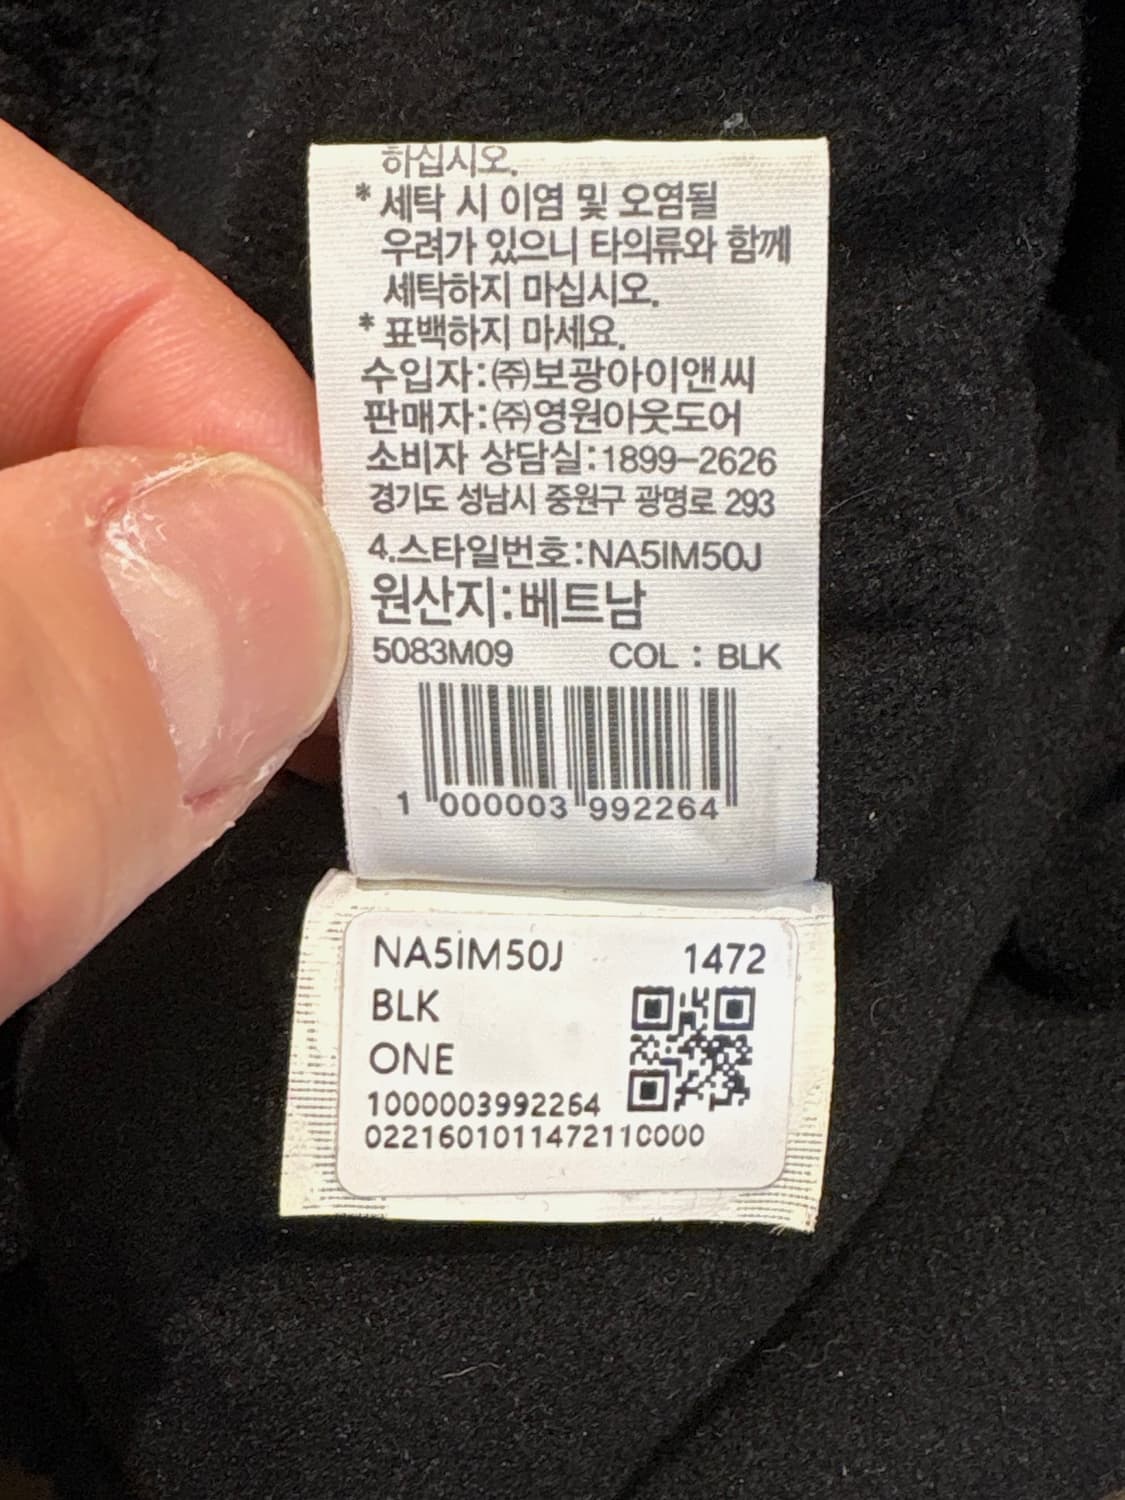 하십시오.
* 세탁 시 이염 및 오염될
우려가 있으니 타의류와 함께
세탁하지 마십시오.
* 표백하지 마세요.
수입자:㈜보광아이앤씨
판매자:㈜영원아웃도어
소비자 상담실:1899-2626
경기도 성남시 중원구 광명로 293
4.스타일번호:NA5IM50J
원산지:베트남
5083M09 COL : BLK
1 000003 992264
NA5IM50J 1472
BLK
ONE
1000003992264
0221601011472110000